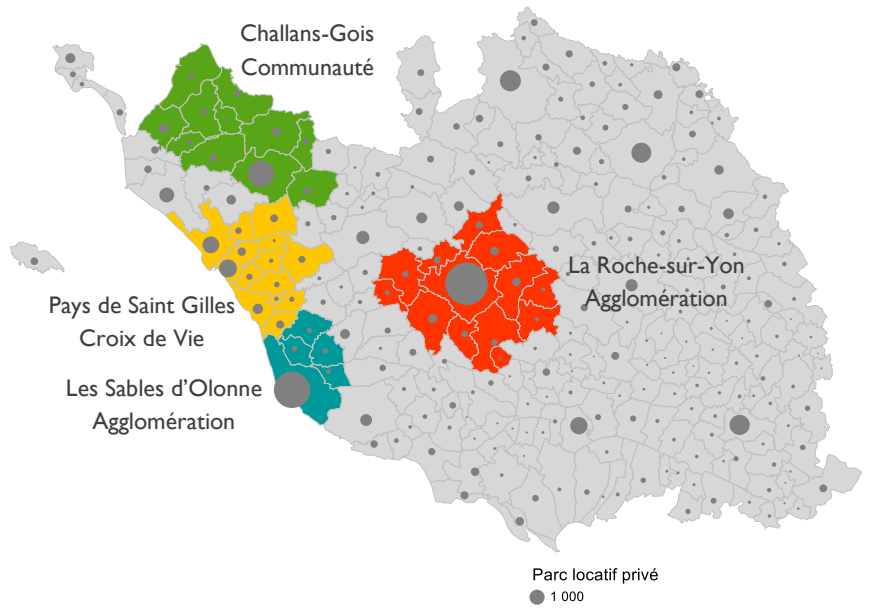 Challans-Gois
Communauté
La Roche-sur-Yon
Agglomération
Pays de Saint Gilles
Croix de Vie
Les Sables d’Olonne
Agglomération
Parc locatif privé
1 000